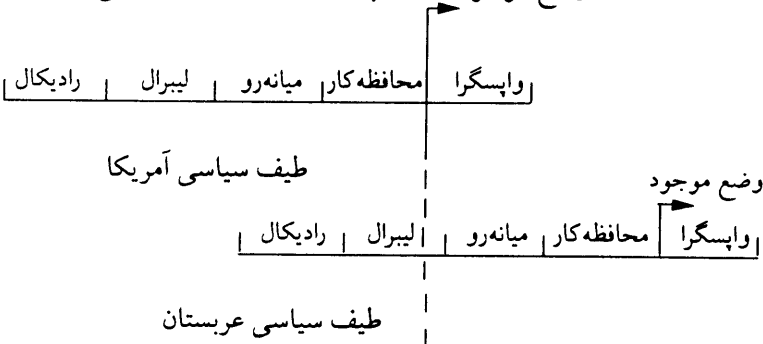 واپسگرا محافظه‌کار میانه‌رو لیبرال رادیکال
طیف سیاسی آمریکا
وضع موجود
واپسگرا محافظه‌کار میانه‌رو لیبرال رادیکال
طیف سیاسی عربستان